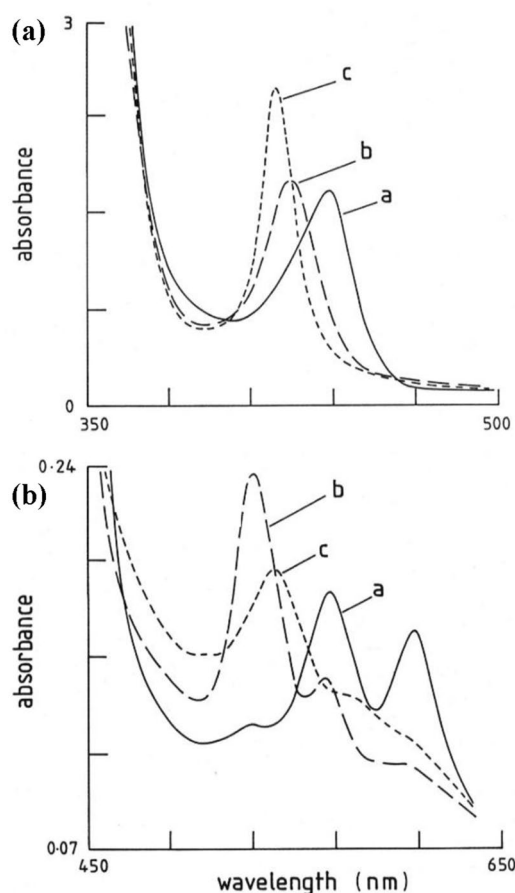 (a)
3
c
b
a
absorbance
0
350
500
(b)
0·24
b
c
a
absorbance
0·07
450
650
wavelength (nm)